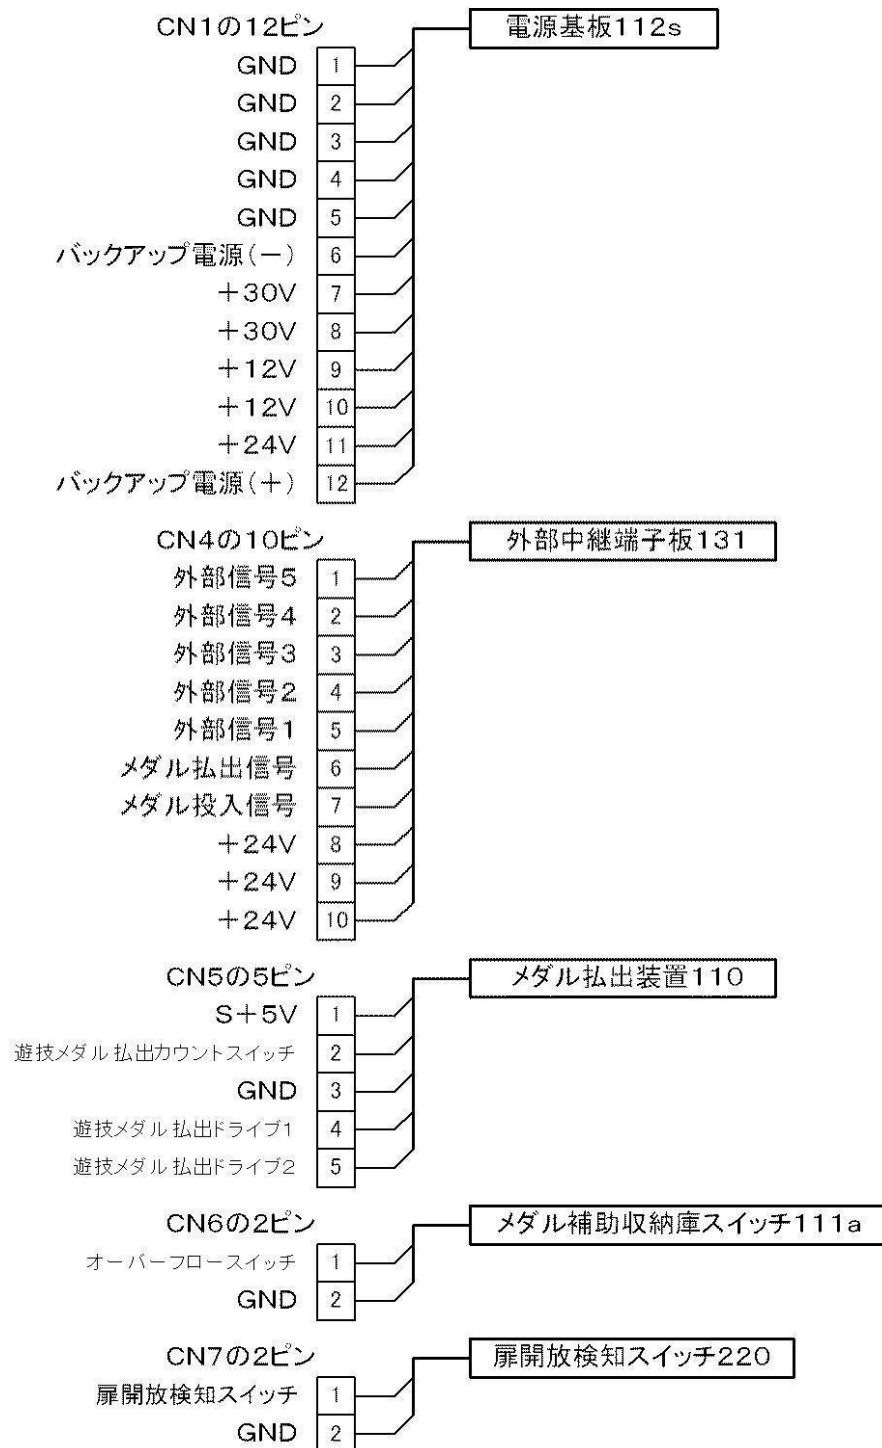 CN1の12ピン 電源基板112s
GND 1
GND 2
GND 3
GND 4
GND 5
バックアップ電源(－) 6
＋30V 7
＋30V 8
＋12V 9
＋12V 10
＋24V 11
バックアップ電源(＋) 12
CN4の10ピン 外部中継端子板131
外部信号5 1
外部信号4 2
外部信号3 3
外部信号2 4
外部信号1 5
メダル払出信号 6
メダル投入信号 7
＋24V 8
＋24V 9
＋24V 10
CN5の5ピン メダル払出装置110
S＋5V 1
遊技メダル払出カウントスイッチ 2
GND 3
遊技メダル払出ドライブ1 4
遊技メダル払出ドライブ2 5
CN6の2ピン メダル補助収納庫スイッチ111a
オーバーフロースイッチ 1
GND 2
CN7の2ピン 扉開放検知スイッチ220
扉開放検知スイッチ 1
GND 2